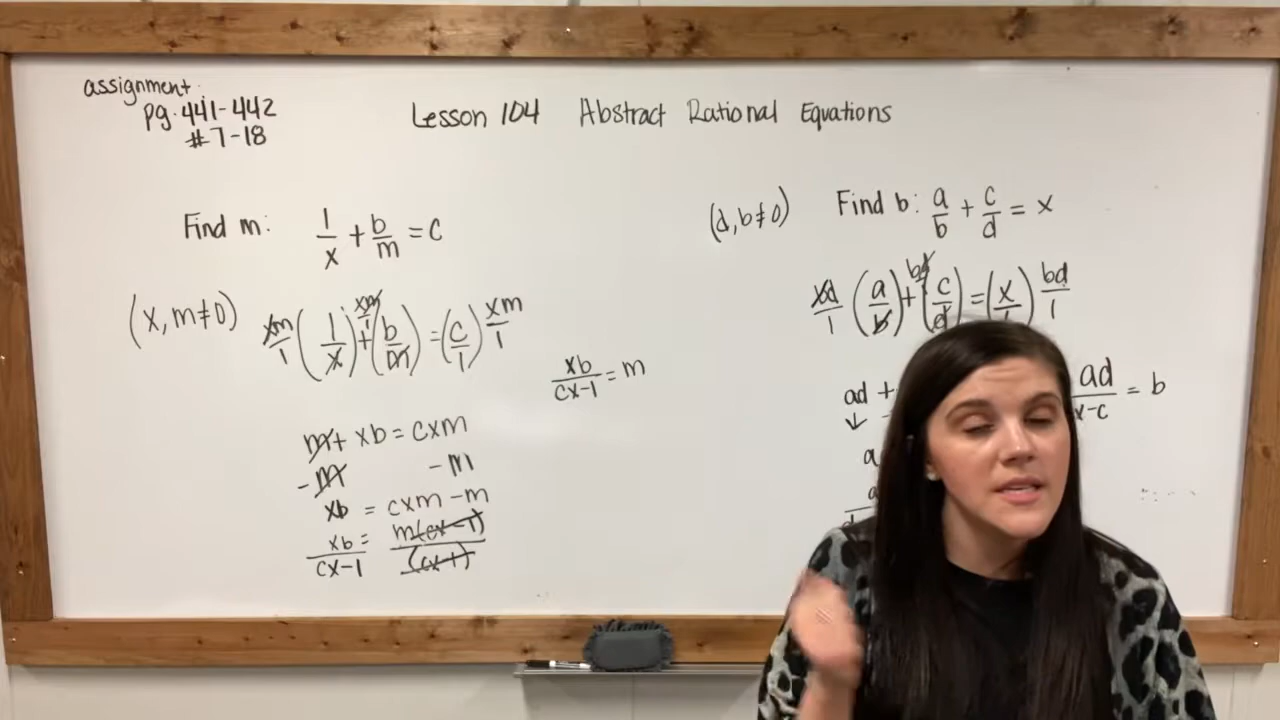 assignment:
pg. 441-442
#7-18
Lesson 104 Abstract Rational Equations
Find m: 1/x + b/m = c
(x, m≠0)
xm/1 (1/x) + xm/1 (b/m) = (c/1) xm/1
m + xb = cxm
-m -m
xb = cxm - m
xb/cx-1 = m(cx-1)/(cx-1)
xb/cx-1 = m
(d, b≠0)
Find b: a/b + c/d = x
/1 (a/b) + bd (c/d) = (x/1) bd/1
ad +
ad/x-c = b
a